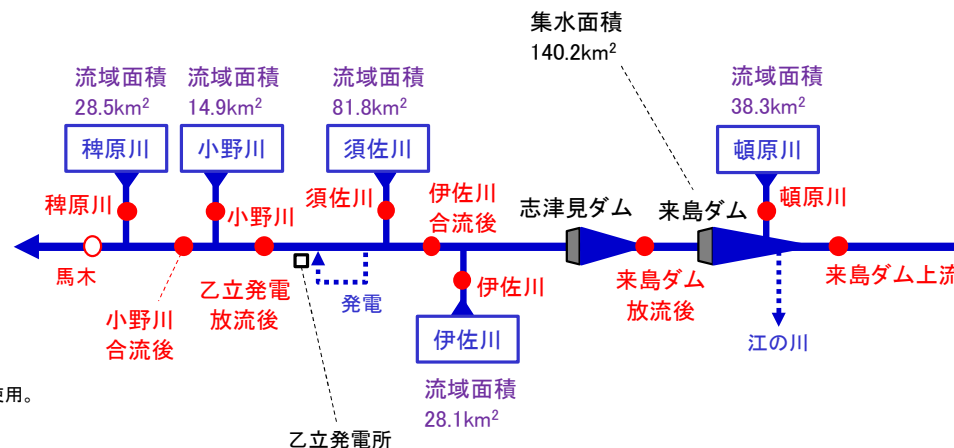 集水面積
140.2km²
流域面積
28.5km²
流域面積
14.9km²
流域面積
81.8km²
流域面積
38.3km²
稗原川
小野川
須佐川
頓原川
稗原川
小野川
須佐川
伊佐川
合流後
志津見ダム
来島ダム
頓原川
馬木
小野川
合流後
乙立発電
放流後
発電
伊佐川
来島ダム
放流後
来島ダム上流
江の川
伊佐川
流域面積
28.1km²
使用。
乙立発電所